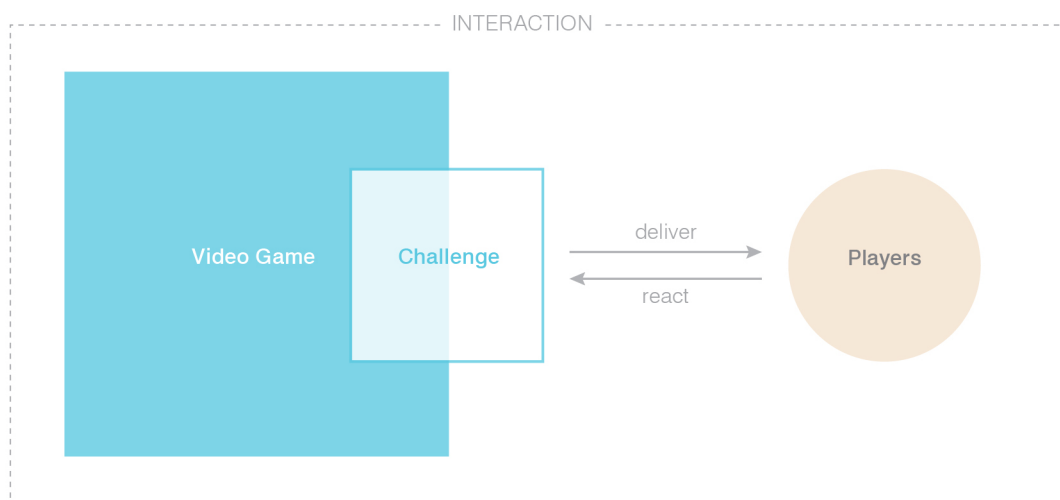 INTERACTION
deliver
Video Game
Challenge
Players
react